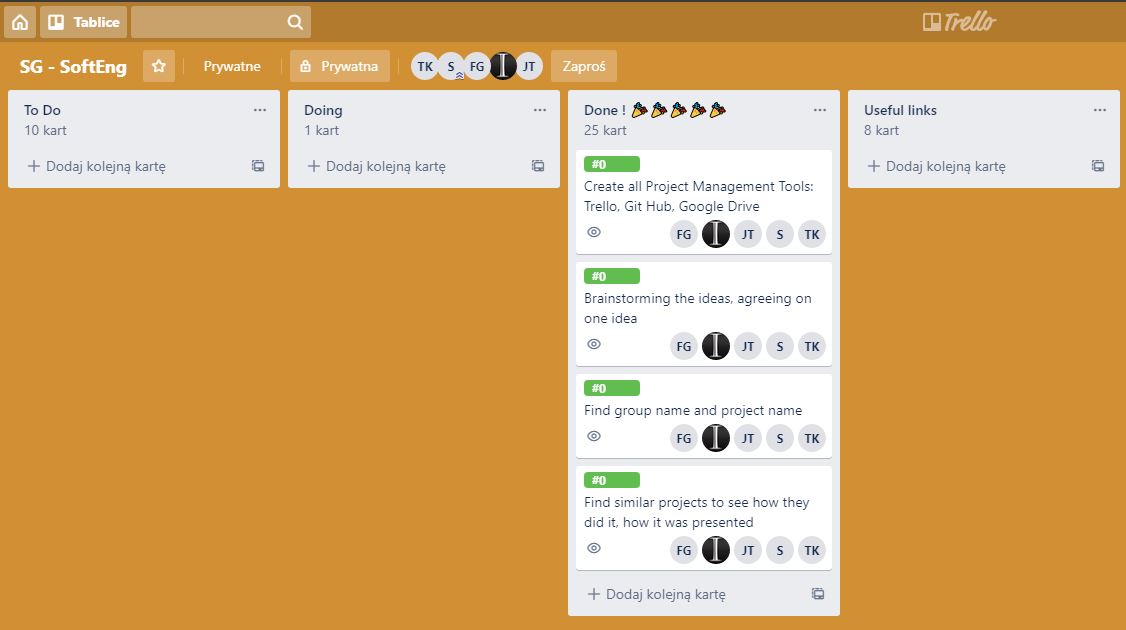 Tablice
Trello
SG - SoftEng
Prywatne
Prywatna
TK S FG I JT
Zaproś
To Do
10 kart
+ Dodaj kolejną kartę
Doing
1 kart
+ Dodaj kolejną kartę
Done ! 🎉🎉🎉🎉🎉
25 kart
#0
Create all Project Management Tools:
Trello, Git Hub, Google Drive
FG I JT S TK
#0
Brainstorming the ideas, agreeing on
one idea
FG I JT S TK
#0
Find group name and project name
FG I JT S TK
#0
Find similar projects to see how they
did it, how it was presented
FG I JT S TK
+ Dodaj kolejną kartę
Useful links
8 kart
+ Dodaj kolejną kartę